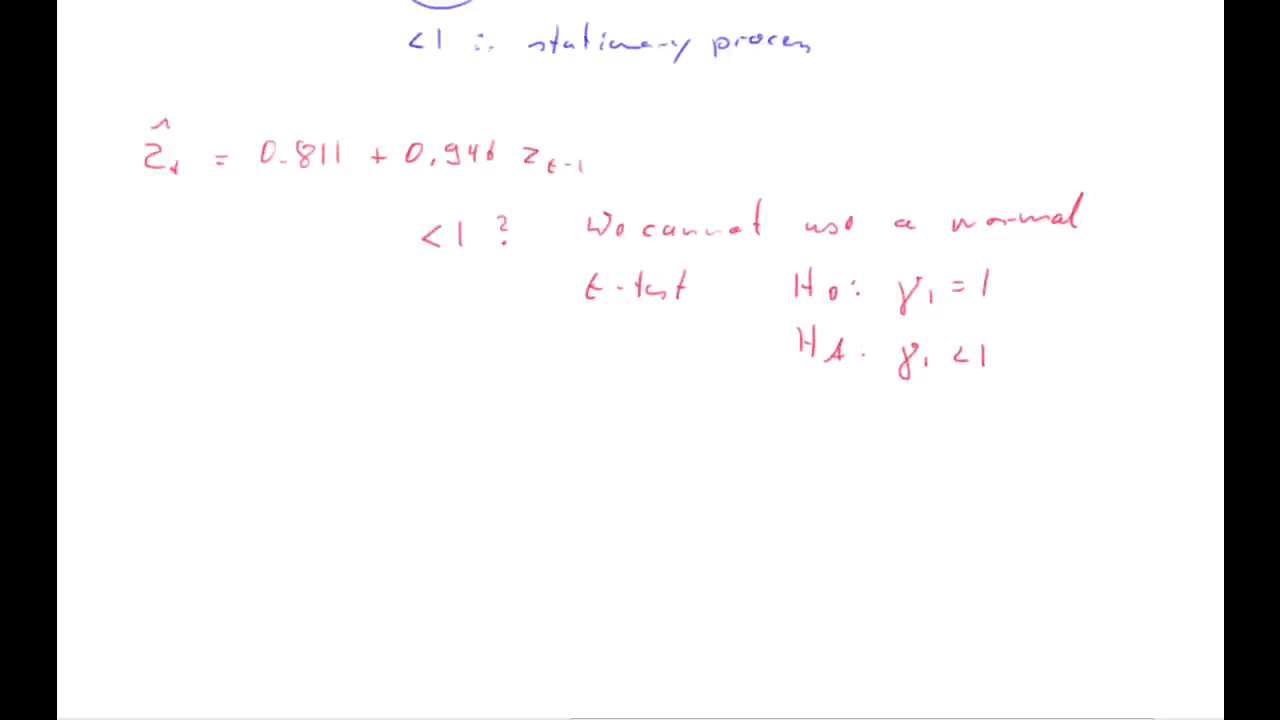 <1 ∴ stationary process
ẑₜ = 0.811 + 0.946 zₜ₋₁
<1 ? We cannot use a normal
t-test H₀: γ₁ = 1
H_A: γ₁ < 1